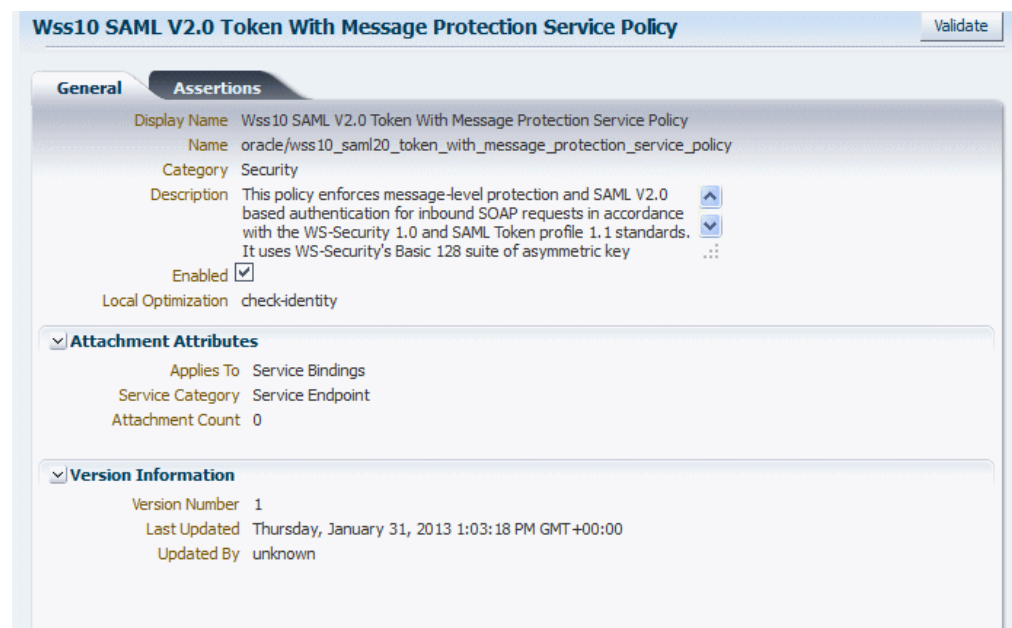 Wss10 SAML V2.0 Token With Message Protection Service Policy
Validate
General
Assertions
Display Name Wss10 SAML V2.0 Token With Message Protection Service Policy
Name oracle/wss10_saml20_token_with_message_protection_service_policy
Category Security
Description This policy enforces message-level protection and SAML V2.0
based authentication for inbound SOAP requests in accordance
with the WS-Security 1.0 and SAML Token profile 1.1 standards.
It uses WS-Security's Basic 128 suite of asymmetric key
Enabled
Local Optimization check-identity
Attachment Attributes
Applies To Service Bindings
Service Category Service Endpoint
Attachment Count 0
Version Information
Version Number 1
Last Updated Thursday, January 31, 2013 1:03:18 PM GMT+00:00
Updated By unknown